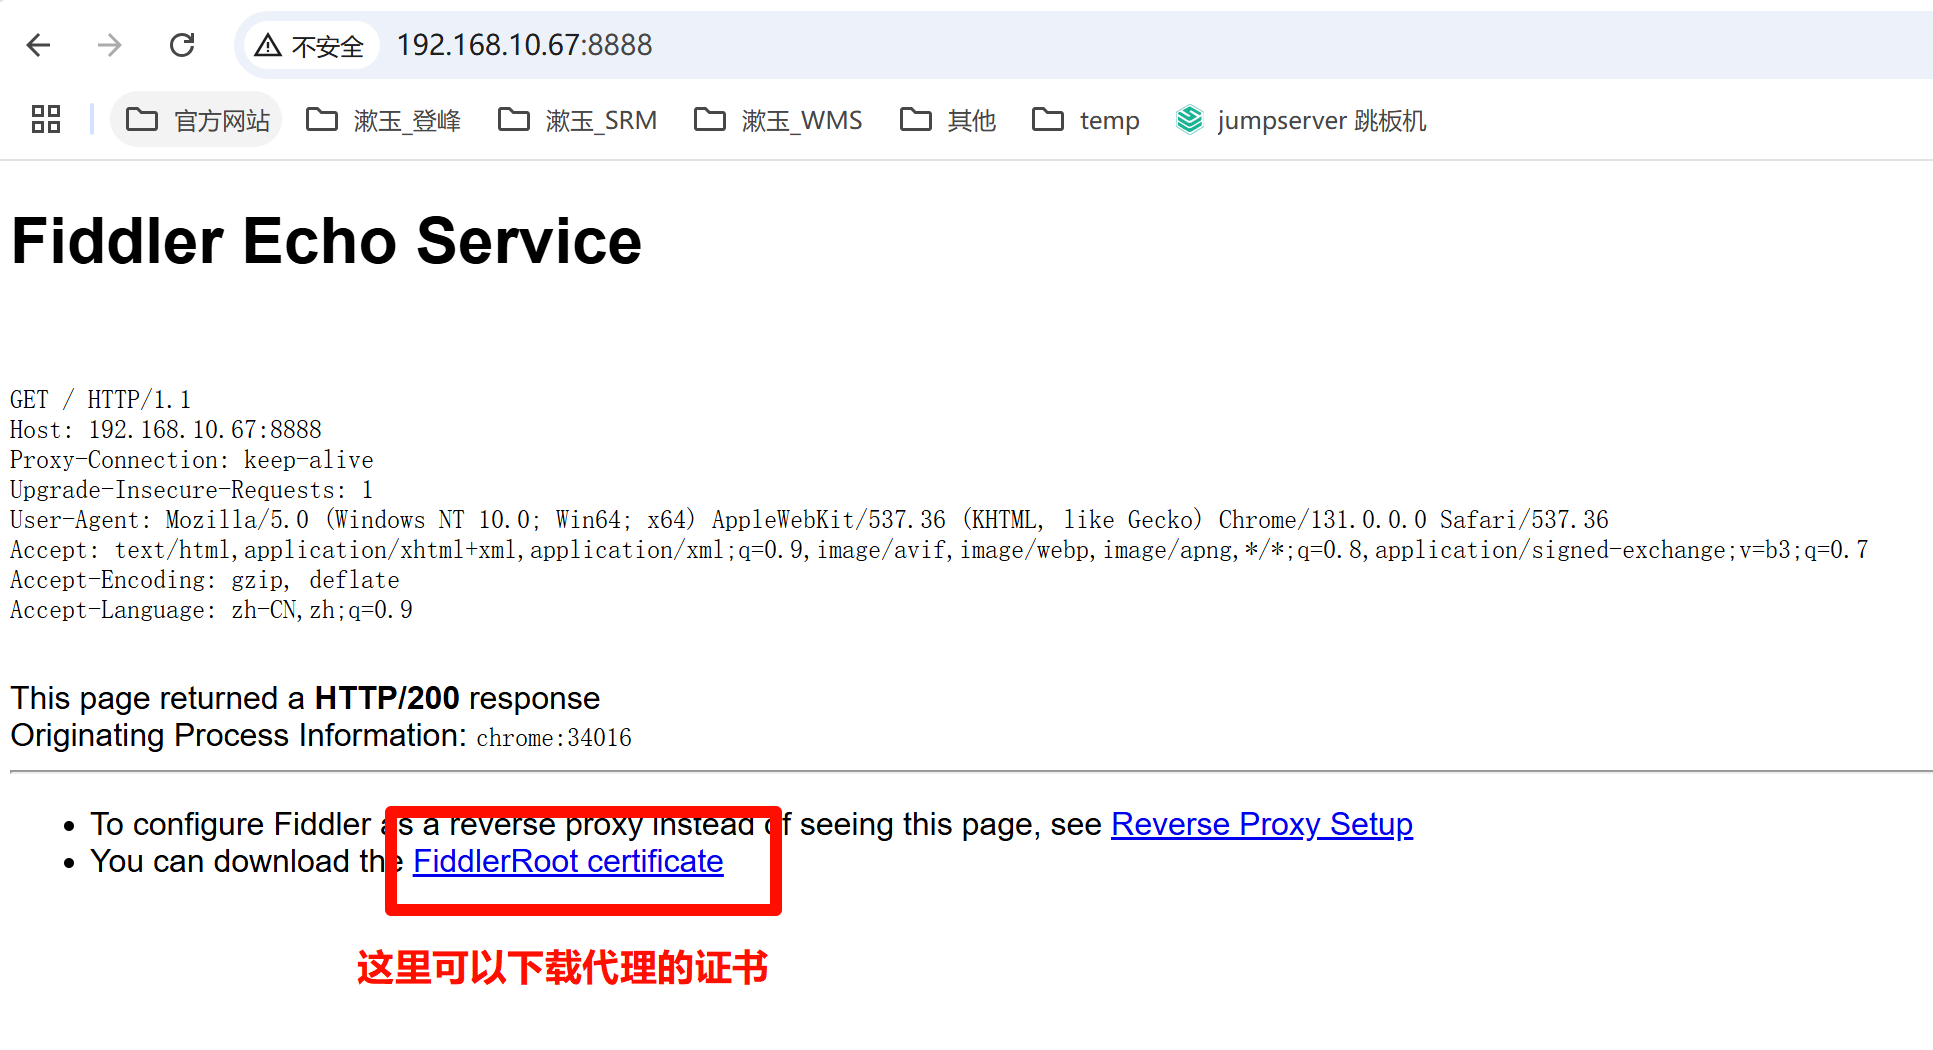 不安全 192.168.10.67:8888
官方网站 漱玉_登峰 漱玉_SRM 漱玉_WMS 其他 temp jumpserver 跳板机
Fiddler Echo Service
GET / HTTP/1.1
Host: 192.168.10.67:8888
Proxy-Connection: keep-alive
Upgrade-Insecure-Requests: 1
User-Agent: Mozilla/5.0 (Windows NT 10.0; Win64; x64) AppleWebKit/537.36 (KHTML, like Gecko) Chrome/131.0.0.0 Safari/537.36
Accept: text/html,application/xhtml+xml,application/xml;q=0.9,image/avif,image/webp,image/apng,*/*;q=0.8,application/signed-exchange;v=b3;q=0.7
Accept-Encoding: gzip, deflate
Accept-Language: zh-CN,zh;q=0.9
This page returned a HTTP/200 response
Originating Process Information: chrome:34016
• To configure Fiddler as a reverse proxy instead of seeing this page, see Reverse Proxy Setup
• You can download the FiddlerRoot certificate
这里可以下载代理的证书